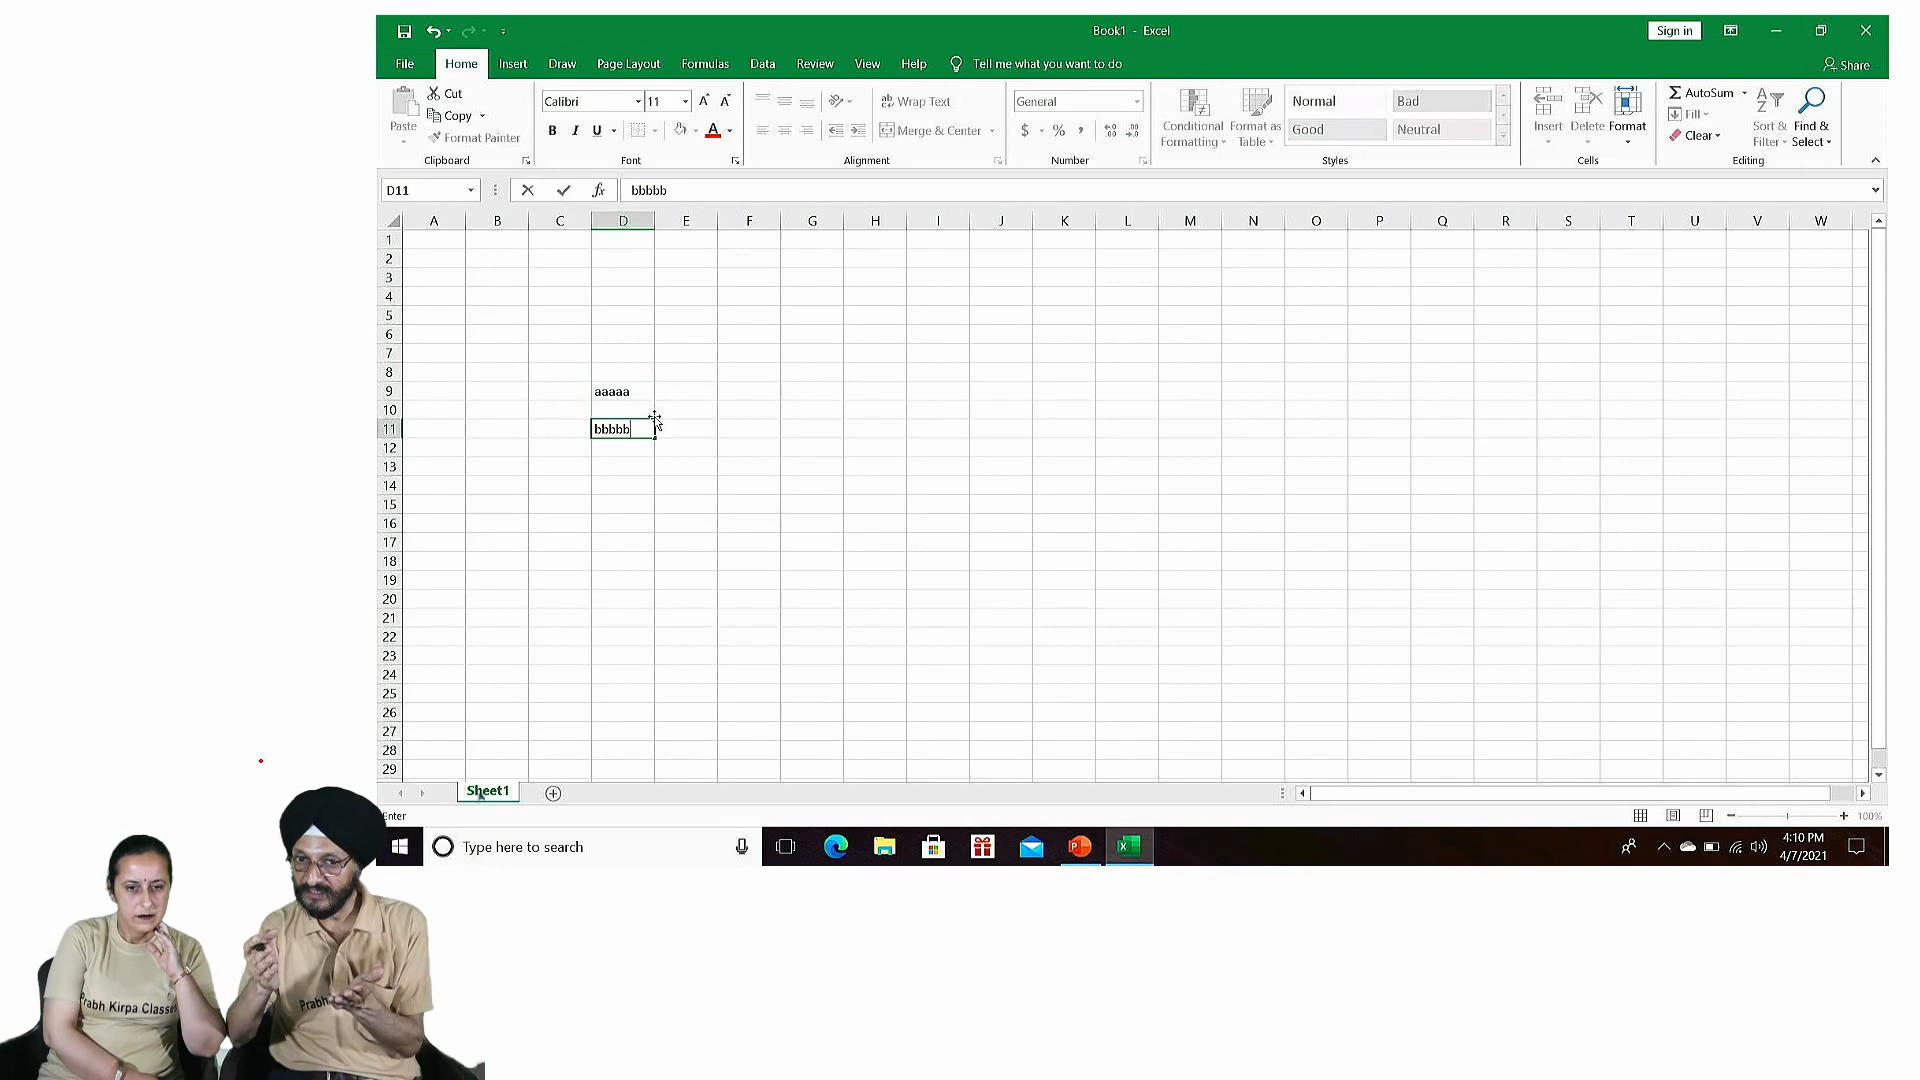 Book1 - Excel
Sign in
File Home Insert Draw Page Layout Formulas Data Review View Help Tell me what you want to do Share
Cut
Copy
Format Painter
Paste
Clipboard
Calibri 11
B I U
Font
Wrap Text
Merge & Center
Alignment
General
$ % ,
Number
Conditional Formatting
Format as Table
Normal Bad
Good Neutral
Styles
Insert Delete Format
Cells
AutoSum
Fill
Clear
Sort & Filter
Find & Select
Editing
D11 fx bbbbb
A B C D E F G H I J K L M N O P Q R S T U V W
1
2
3
4
5
6
7
8
9 aaaaa
10
11 bbbbb
12
13
14
15
16
17
18
19
20
21
22
23
24
25
26
27
28
29
Sheet1
Enter
100%
Type here to search
4:10 PM
4/7/2021
Prabh Kirpa Classes
Prabh